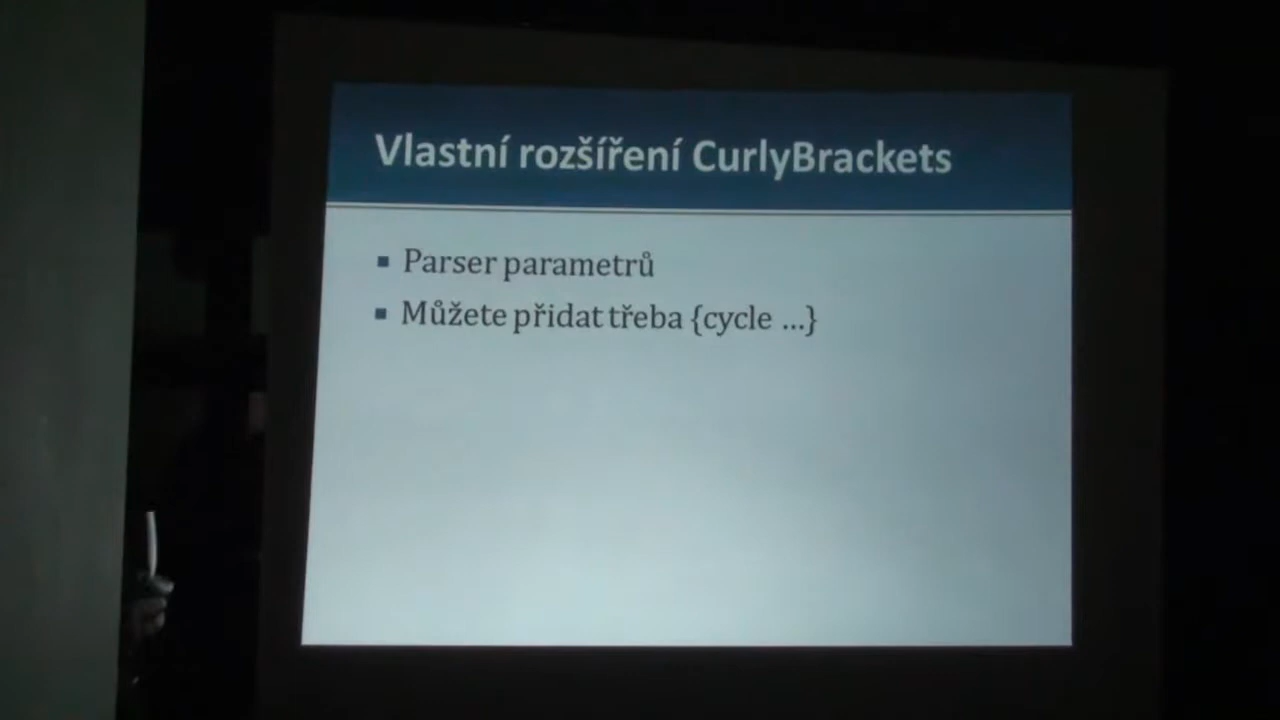 Vlastní rozšíření CurlyBrackets
Parser parametrů
Můžete přidat třeba {cycle …}